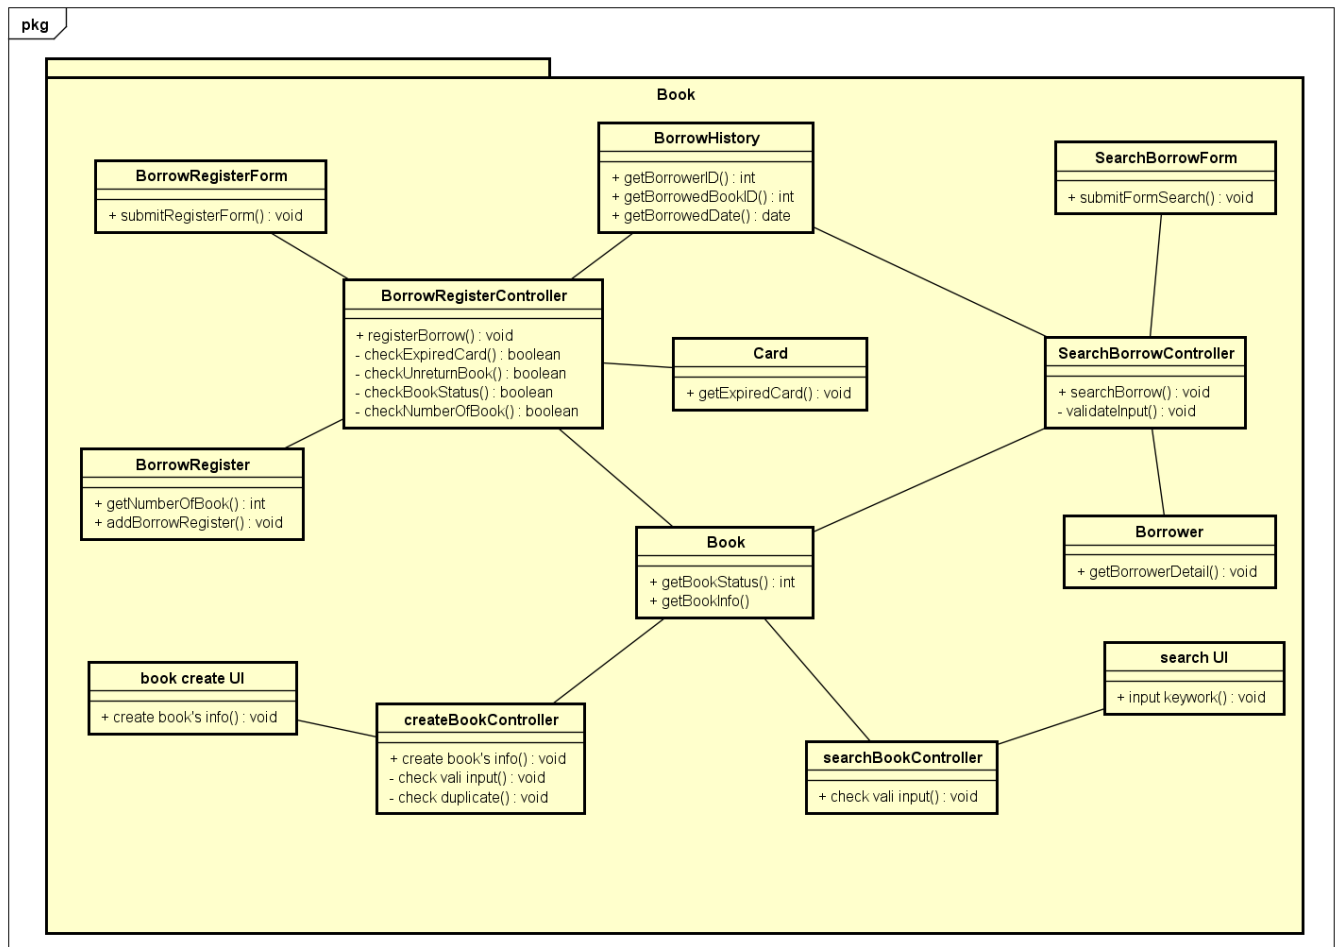 pkg
Book
BorrowHistory
+ getBorrowerID() : int
+ getBorrowedBookID() : int
+ getBorrowedDate() : date
SearchBorrowForm
+ submitFormSearch() : void
BorrowRegisterForm
+ submitRegisterForm() : void
BorrowRegisterController
+ registerBorrow() : void
- checkExpiredCard() : boolean
- checkUnreturnBook() : boolean
- checkBookStatus() : boolean
- checkNumberOfBook() : boolean
Card
+ getExpiredCard() : void
SearchBorrowController
+ searchBorrow() : void
- validateInput() : void
BorrowRegister
+ getNumberOfBook() : int
+ addBorrowRegister() : void
Book
+ getBookStatus() : int
+ getBookInfo()
Borrower
+ getBorrowerDetail() : void
book create UI
+ create book's info() : void
createBookController
+ create book's info() : void
- check vali input() : void
- check duplicate() : void
search UI
+ input keywork() : void
searchBookController
+ check vali input() : void